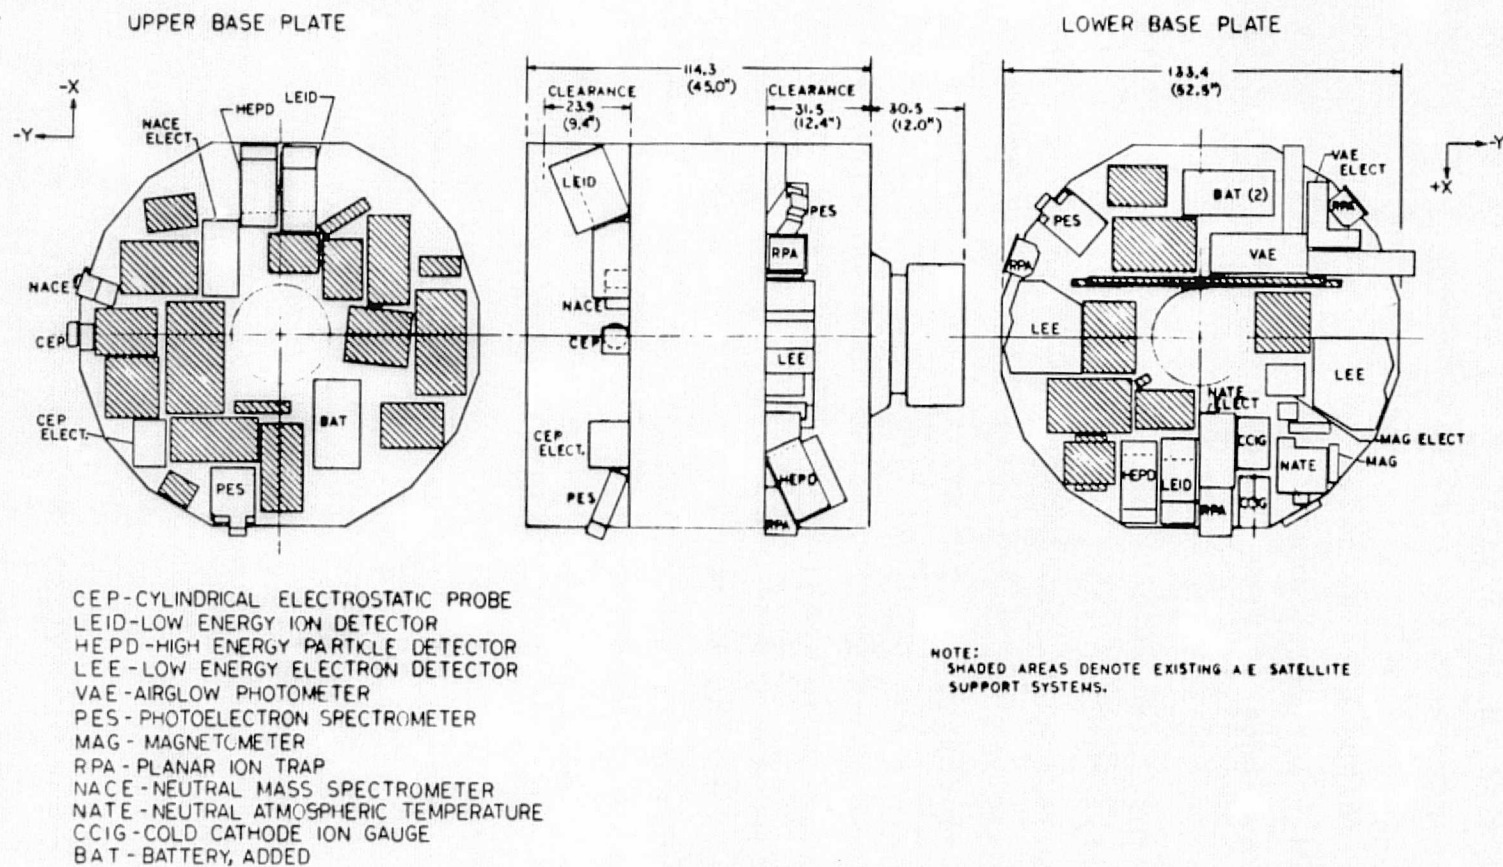 UPPER BASE PLATE
LOWER BASE PLATE
-X
-Y
NACE
ELECT.
HEPD
LEID
NACE
CEP
CEP
ELECT.
PES
BAT
114.3
(45.0")
CLEARANCE
23.9
(9.4")
CLEARANCE
31.5
(12.4")
30.5
(12.0")
LEID
NACE
CEP
CEP
ELECT.
PES
PES
RPA
LEE
HEPD
RPA
133.4
(52.5")
-Y
+X
VAE
ELECT
BAT (2)
RPA
PES
VAE
RPA
LEE
LEE
NATE
ELECT
MAG ELECT
MAG
CCIG
NATE
HEPD
LEID
RPA
CCIG
CEP-CYLINDRICAL ELECTROSTATIC PROBE
LEID-LOW ENERGY ION DETECTOR
HEPD-HIGH ENERGY PARTICLE DETECTOR
LEE-LOW ENERGY ELECTRON DETECTOR
VAE-AIRGLOW PHOTOMETER
PES-PHOTOELECTRON SPECTROMETER
MAG-MAGNETOMETER
RPA-PLANAR ION TRAP
NACE-NEUTRAL MASS SPECTROMETER
NATE-NEUTRAL ATMOSPHERIC TEMPERATURE
CCIG-COLD CATHODE ION GAUGE
BAT-BATTERY, ADDED
NOTE:
SHADED AREAS DENOTE EXISTING AE SATELLITE
SUPPORT SYSTEMS.